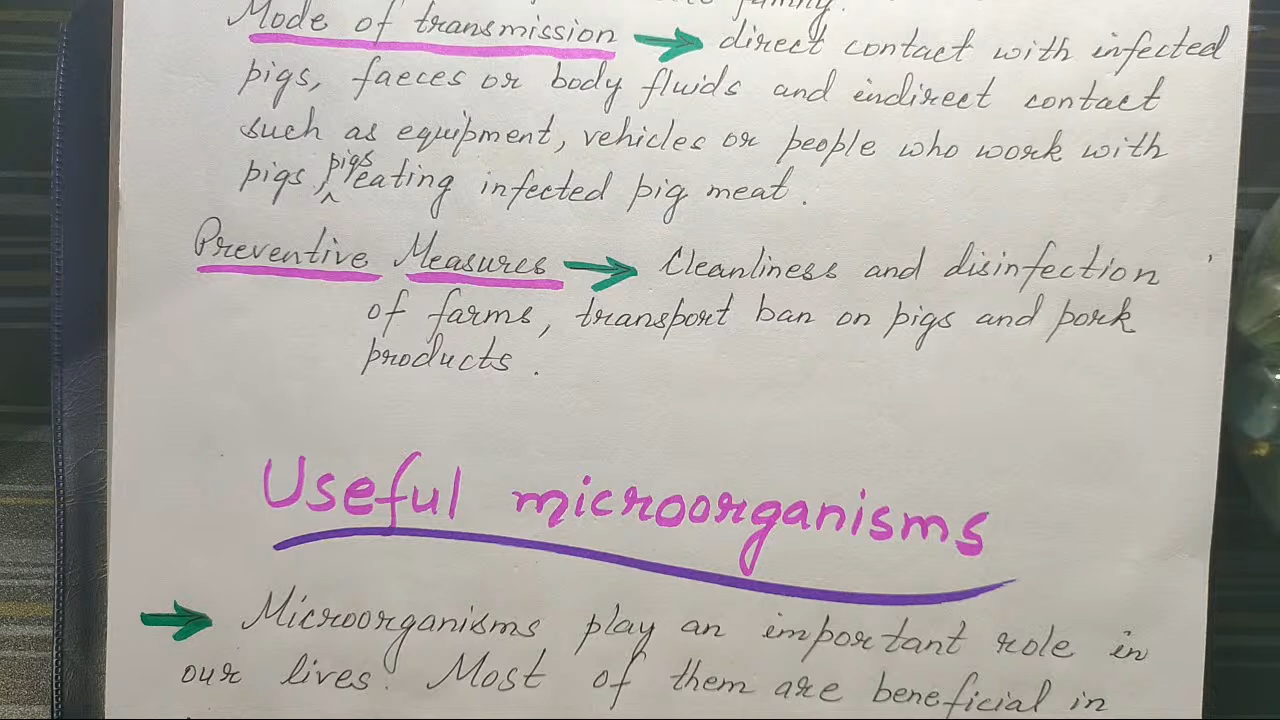 family.
Mode of transmission → direct contact with infected
pigs, faeces or body fluids and indirect contact
such as equipment, vehicles or people who work with
pigs, pigs eating infected pig meat.
Preventive Measures → Cleanliness and disinfection
of farms, transport ban on pigs and pork
products.
Useful microorganisms
→ Microorganisms play an important role in
our lives. Most of them are beneficial in